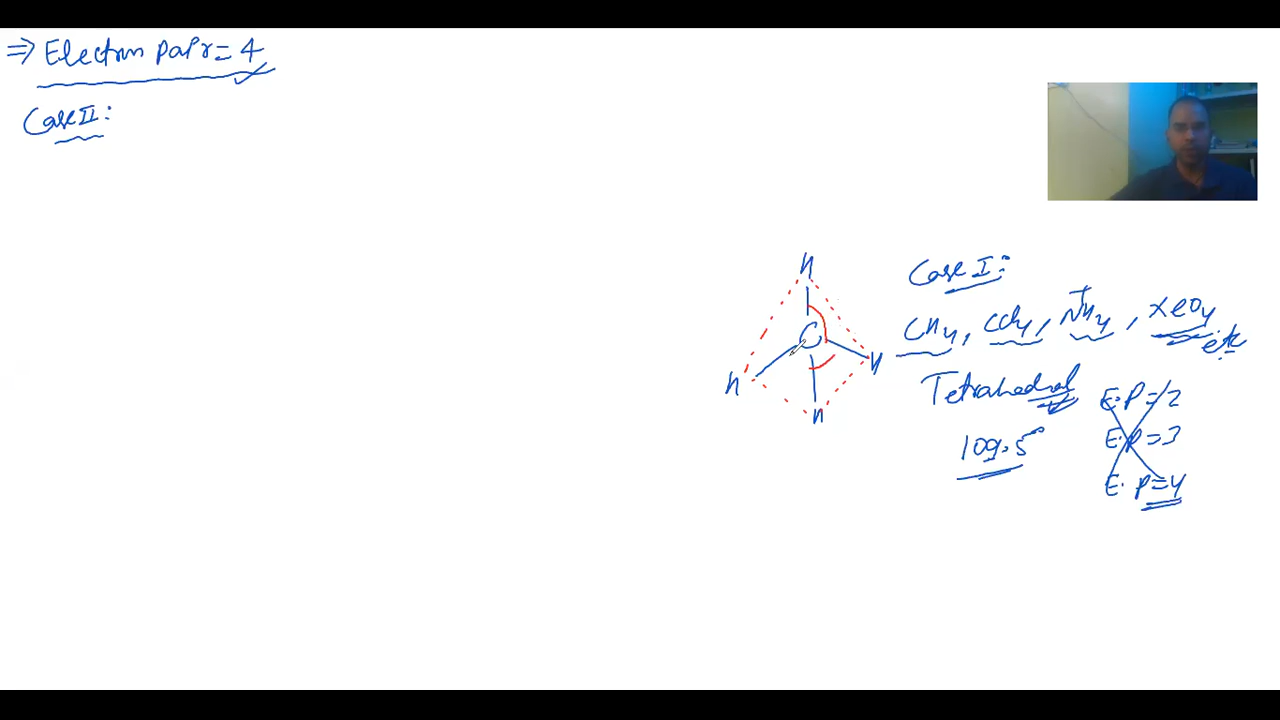 ⇒ Electron pair = 4
Case II:
Case I:
CH4, CCl4, NH4+, XeO4 etc
Tetrahedral
109.5°
E.P = 2
E.P = 3
E.P = 4
H
C
H
H
H